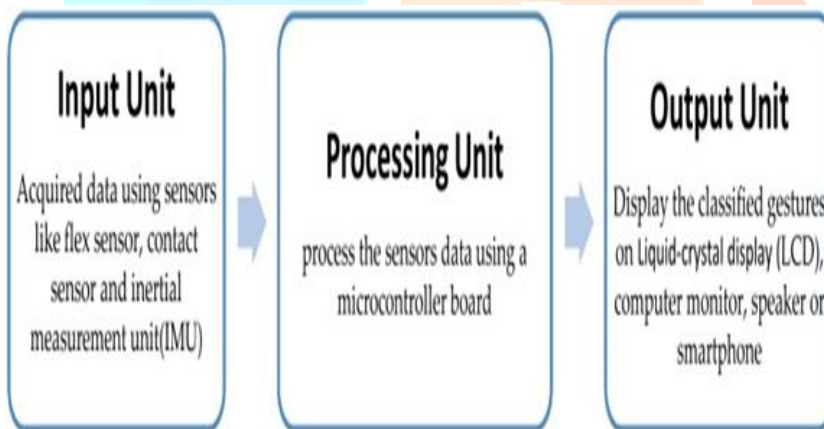 Input Unit
Acquired data using sensors
like flex sensor, contact
sensor and inertial
measurement unit(IMU)
Processing Unit
process the sensors data using a
microcontroller board
Output Unit
Display the classified gestures
on Liquid-crystal display (LCD),
computer monitor, speaker or
smartphone